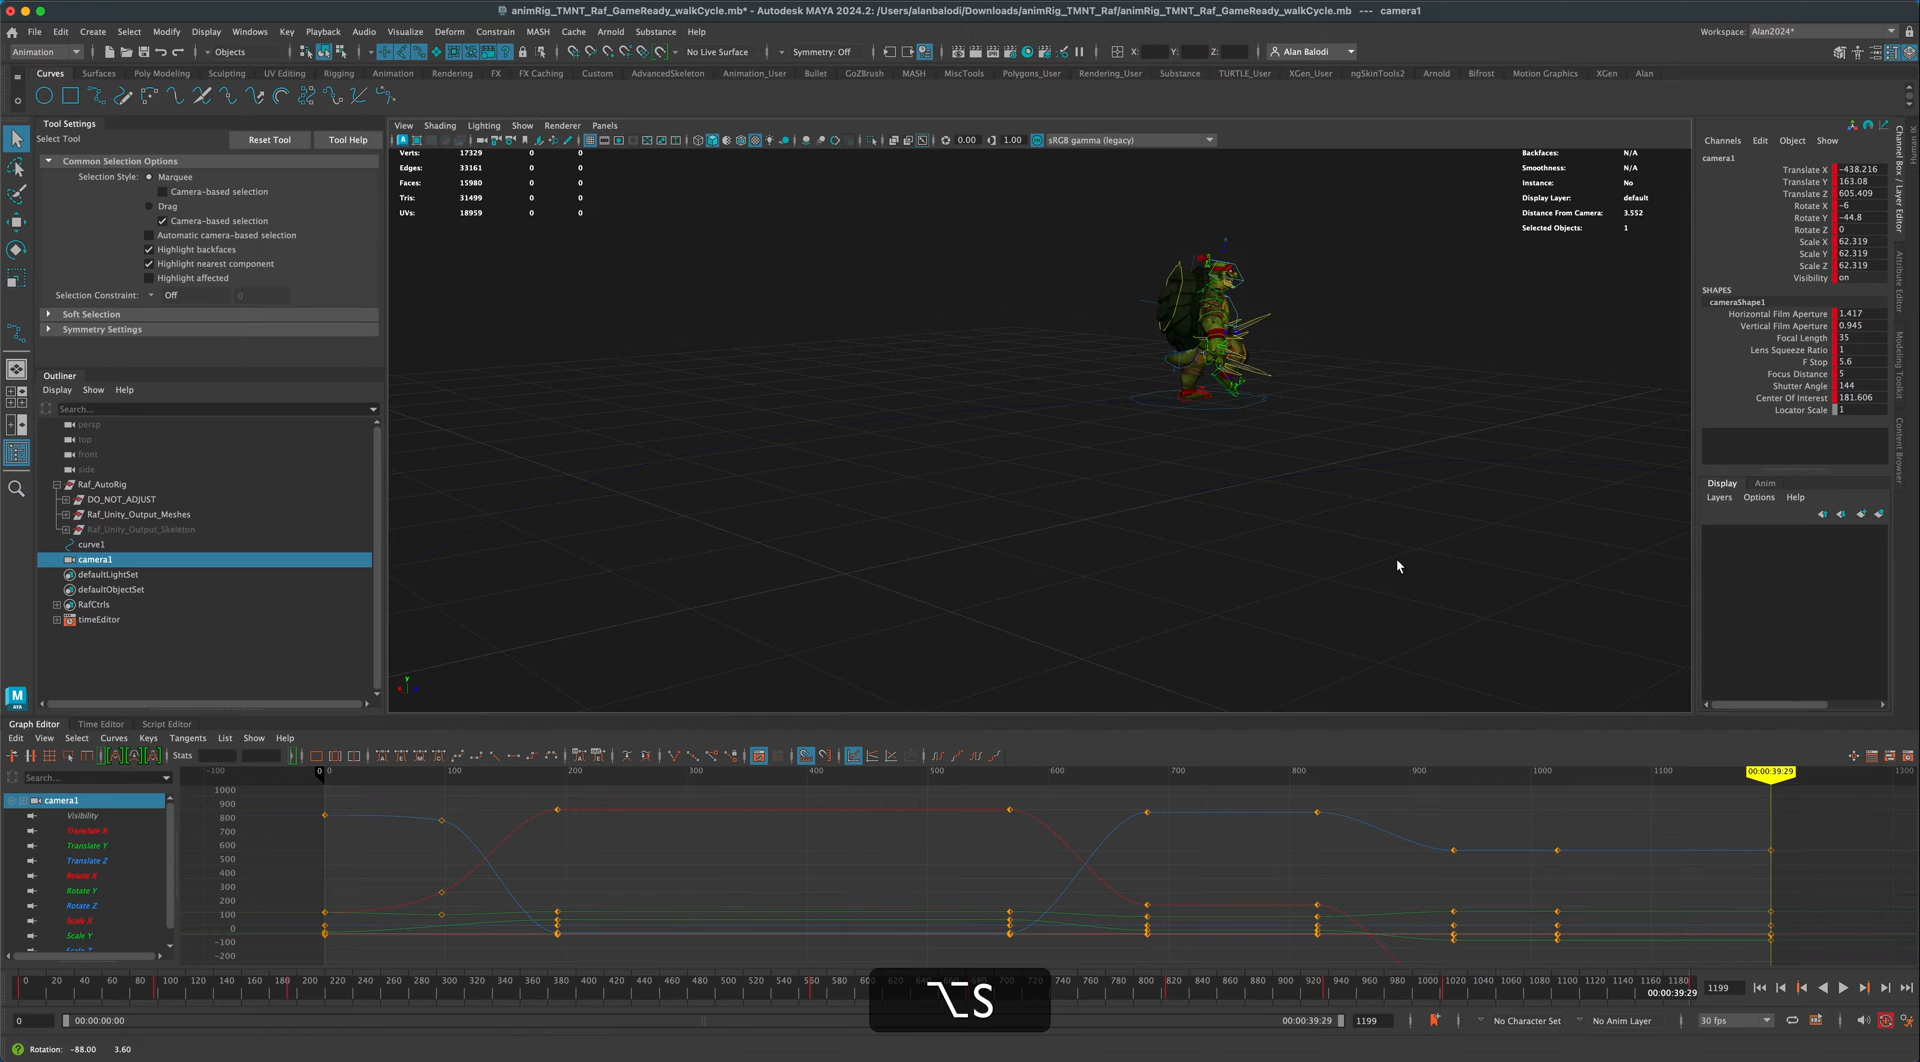 animRig_TMNT_Raf_GameReady_walkCycle.mb* - Autodesk MAYA 2024.2: /Users/alanbalodi/Downloads/animRig_TMNT_Raf/animRig_TMNT_Raf_GameReady_walkCycle.mb --- camera1
File Edit Create Select Modify Display Windows Key Playback Audio Visualize Deform Constrain MASH Cache Arnold Substance Help
Workspace: Alan2024*
Animation Objects No Live Surface Symmetry: Off X: Y: Z: Alan Balodi
Curves Surfaces Poly Modeling Sculpting UV Editing Rigging Animation Rendering FX FX Caching Custom AdvancedSkeleton Animation_User Bullet GoZBrush MASH MiscTools Polygons_User Rendering_User Substance TURTLE_User XGen_User ngSkinTools2 Arnold Bifrost Motion Graphics XGen Alan
Tool Settings
Select Tool Reset Tool Tool Help
Common Selection Options
Selection Style: Marquee
Camera-based selection
Drag
Camera-based selection
Automatic camera-based selection
Highlight backfaces
Highlight nearest component
Highlight affected
Selection Constraint: Off 0
Soft Selection
Symmetry Settings
Outliner
Display Show Help
Search...
persp
top
front
side
Raf_AutoRig
DO_NOT_ADJUST
Raf_Unity_Output_Meshes
Raf_Unity_Output_Skeleton
curve1
camera1
defaultLightSet
defaultObjectSet
RafCtrls
timeEditor
View Shading Lighting Show Renderer Panels
0.00 1.00 sRGB gamma (legacy)
Verts: 17329 0 0
Edges: 33161 0 0
Faces: 15980 0 0
Tris: 31499 0 0
UVs: 18959 0 0
Backfaces: N/A
Smoothness: N/A
Instance: No
Display Layer: default
Distance From Camera: 3.552
Selected Objects: 1
Channels Edit Object Show
camera1
Translate X -438.216
Translate Y 163.08
Translate Z 605.409
Rotate X -6
Rotate Y -44.8
Rotate Z 0
Scale X 62.319
Scale Y 62.319
Scale Z 62.319
Visibility on
SHAPES
cameraShape1
Horizontal Film Aperture 1.417
Vertical Film Aperture 0.945
Focal Length 35
Lens Squeeze Ratio 1
F Stop 5.6
Focus Distance 5
Shutter Angle 144
Center Of Interest 181.606
Locator Scale 1
Display Anim
Layers Options Help
Channel Box / Layer Editor
Attribute Editor
Modeling Toolkit
Content Browser
Human IK
M
AYA
y
x
Graph Editor Time Editor Script Editor
Edit View Select Curves Keys Tangents List Show Help
Stats
Search...
camera1
Visibility
Translate X
Translate Y
Translate Z
Rotate X
Rotate Y
Rotate Z
Scale X
Scale Y
Scale Z
-100 0 0 100 200 300 400 500 600 700 800 900 1000 1100 00:00:39:29 1300
1000
900
800
700
600
500
400
300
200
100
0
-100
-200
0 20 40 60 80 100 120 140 160 180 200 220 240 260 280 300 320 340 360 380 400 420 440 460 480 500 520 540 560 580 600 620 640 660 680 700 720 740 760 780 800 820 840 860 880 900 920 940 960 980 1000 1020 1040 1060 1080 1100 1120 1140 1160 1180
00:00:39:29 1199
⌥S
0 00:00:00:00 00:00:39:29 1199 No Character Set No Anim Layer 30 fps
Rotation: -88.00 3.60